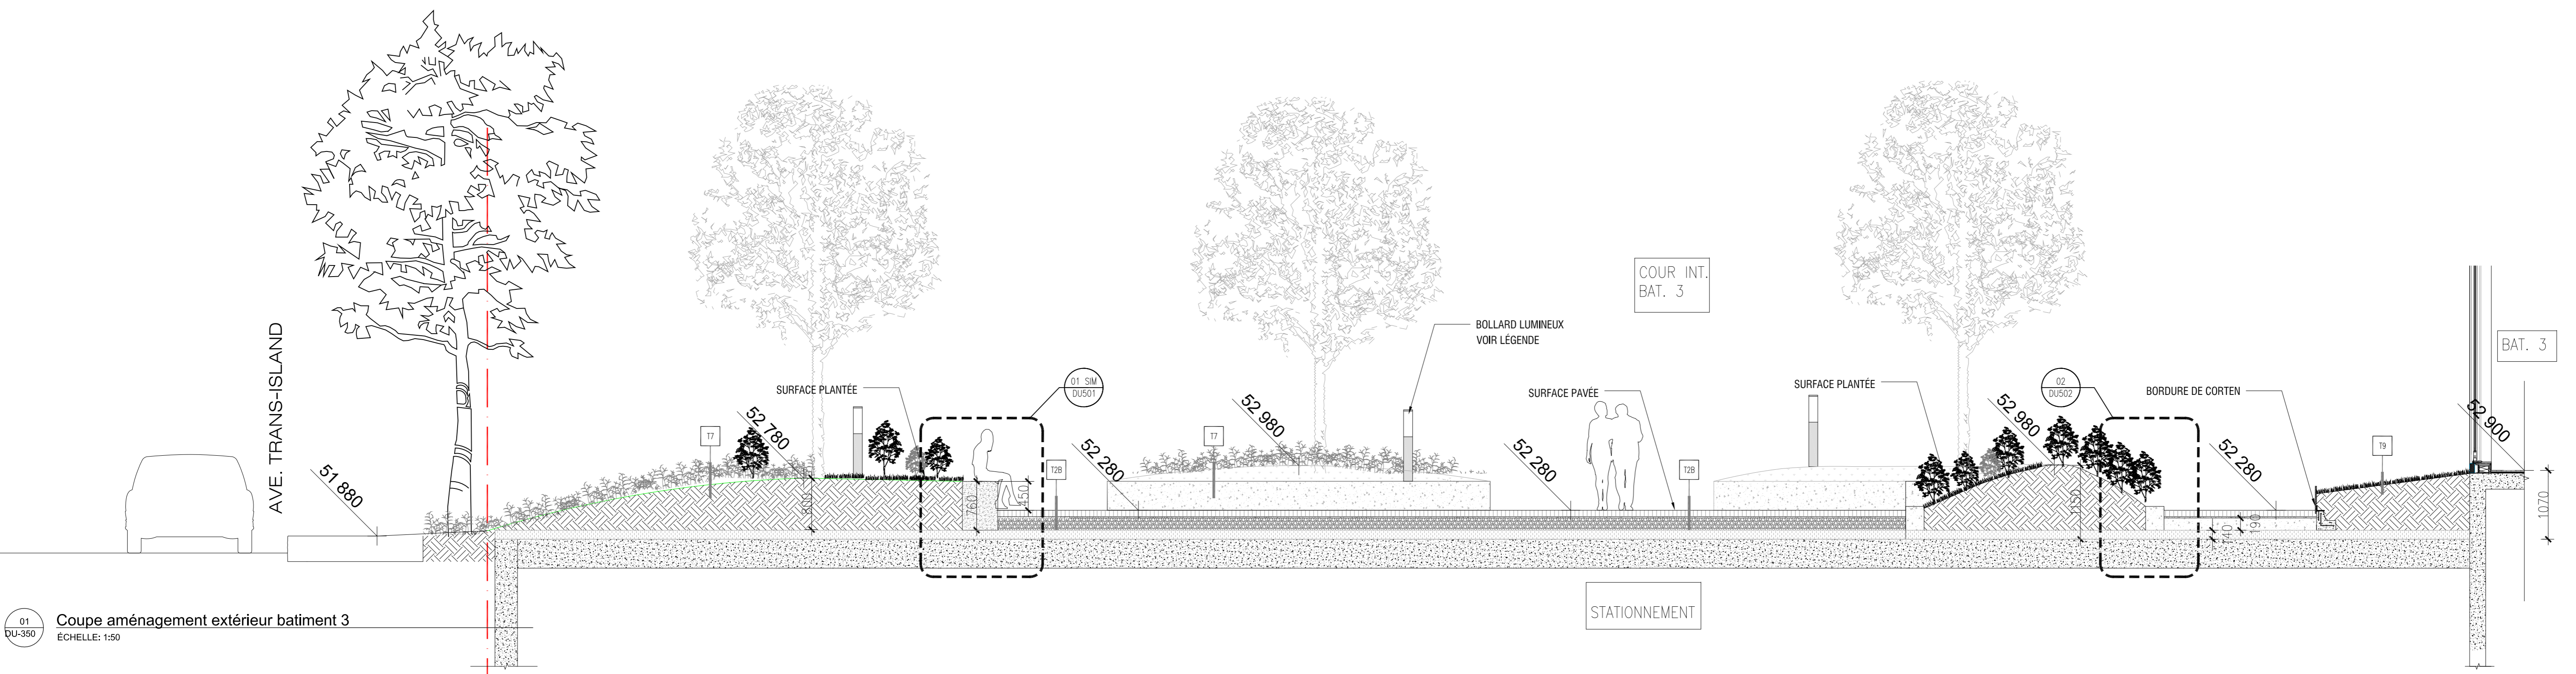 COUR INT.
BAT. 3
AVE. TRANS-ISLAND
BOLLARD LUMINEUX
VOIR LÉGENDE
BAT. 3
SURFACE PLANTÉE
01 SIM
DU501
SURFACE PAVÉE
SURFACE PLANTÉE
02
DU502
BORDURE DE CORTEN
51 880
T7
52 780
52 280
T2B
T7
52 980
52 280
T2B
52 980
52 280
T9
52 900
800
760
450
1150
140
190
1070
STATIONNEMENT
01
DU-350
Coupe aménagement extérieur batiment 3
ÉCHELLE: 1:50